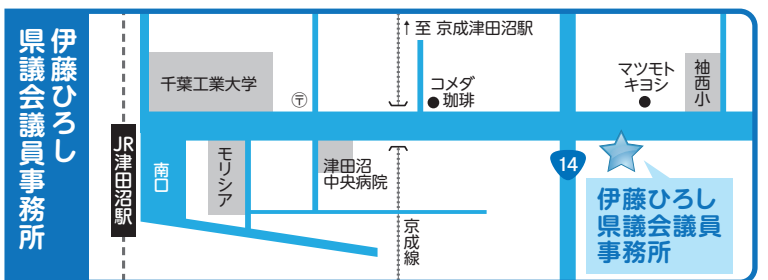 伊藤ひろし
県議会議員事務所
JR津田沼駅
南口
千葉工業大学
〒
モリシア
津田沼
中央病院
↑至 京成津田沼駅
コメダ
珈琲
京成線
14
マツモト
キヨシ
袖西小
伊藤ひろし
県議会議員
事務所